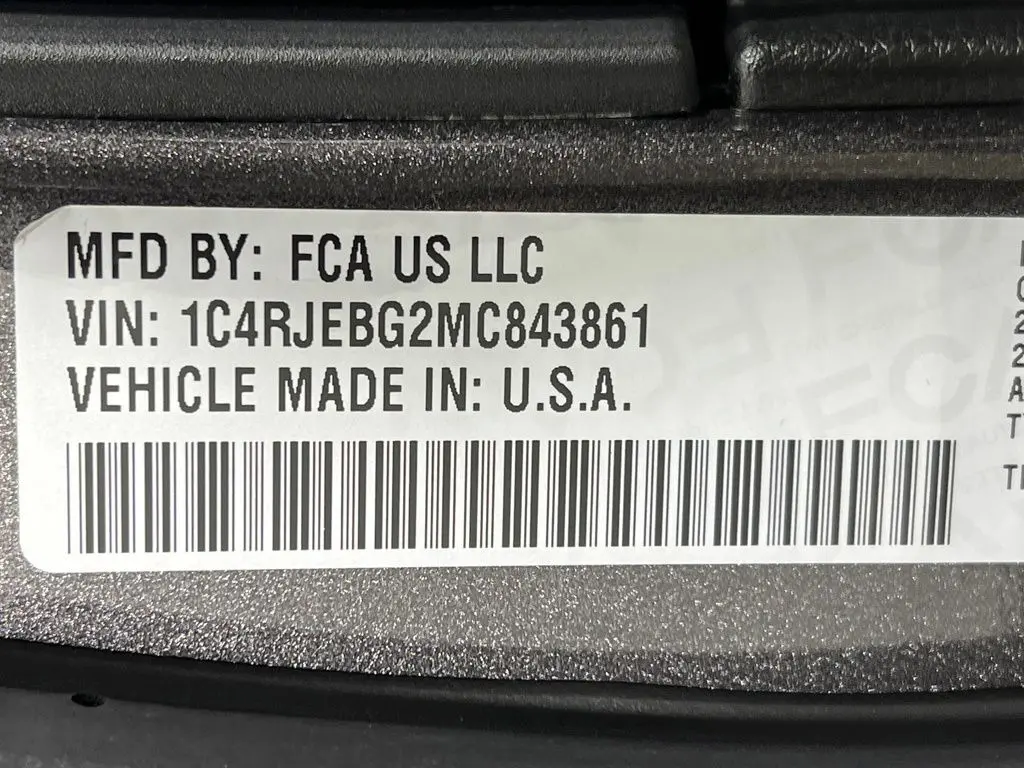 MFD BY: FCA US LLC
VIN: 1C4RJEBG2MC843861
VEHICLE MADE IN: U.S.A.